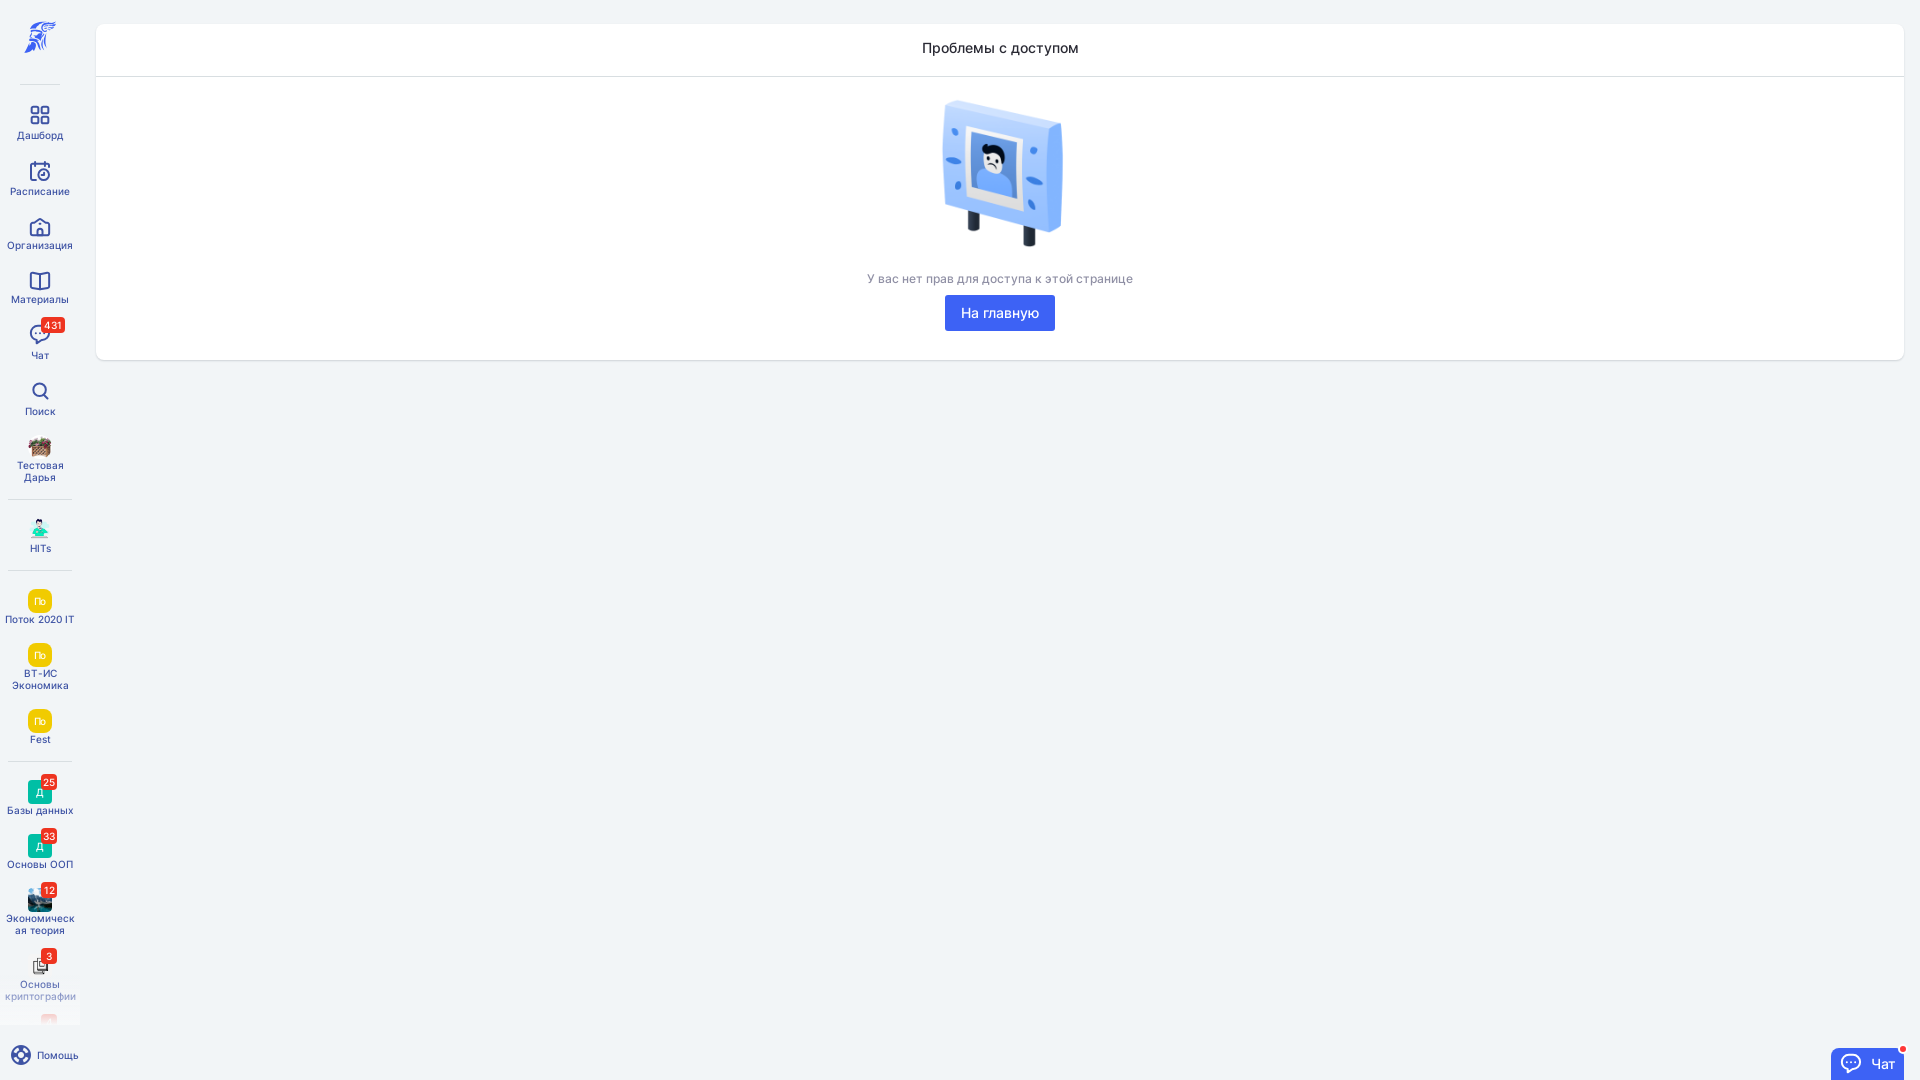 Проблемы с доступом
У вас нет прав для доступа к этой странице
На главную
Дашборд
Расписание
Организация
Материалы
431
Чат
Поиск
Тестовая
Дарья
HITs
По
Поток 2020 IT
По
ВТ-ИС
Экономика
По
Fest
25
Д
Базы данных
33
Д
Основы ООП
12
Экономическ
ая теория
3
Основы
криптографии
Помощь
Чат